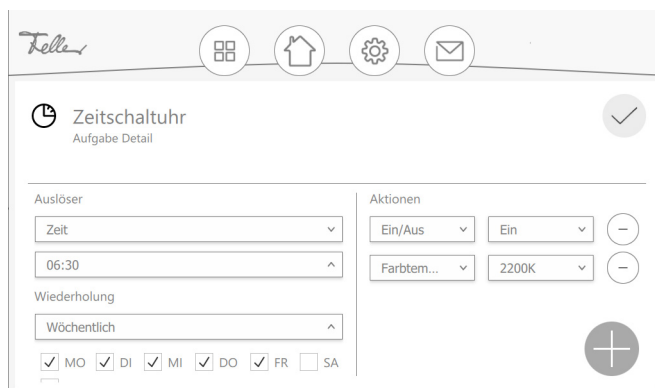 Feller
Zeitschaltuhr
Aufgabe Detail
Auslöser
Zeit
06:30
Wiederholung
Wöchentlich
MO DI MI DO FR SA
Aktionen
Ein/Aus Ein
Farbtem... 2200K